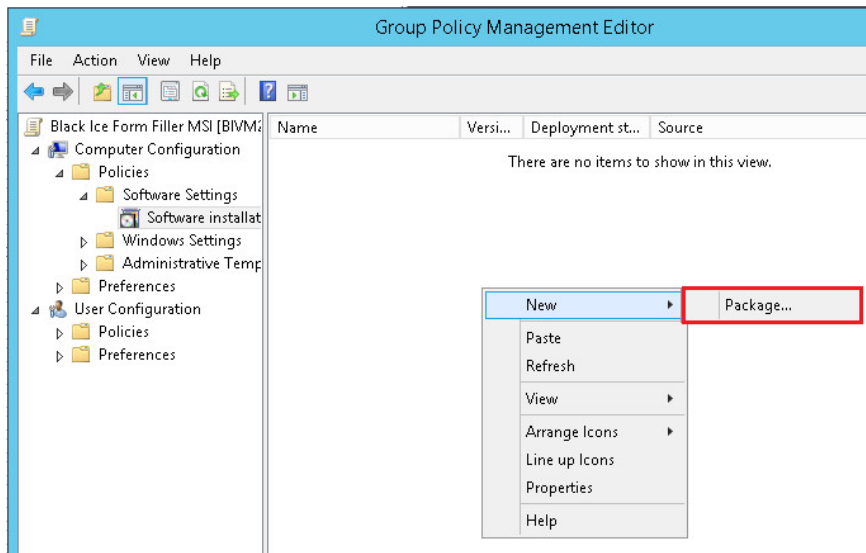 Group Policy Management Editor
File Action View Help
Black Ice Form Filler MSI [BIVM2
Computer Configuration
Policies
Software Settings
Software installat
Windows Settings
Administrative Temp
Preferences
User Configuration
Policies
Preferences
Name Versi... Deployment st... Source
There are no items to show in this view.
New
Package...
Paste
Refresh
View
Arrange Icons
Line up Icons
Properties
Help